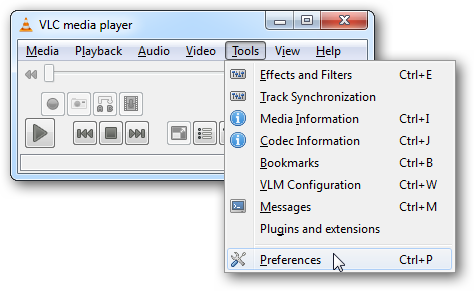 VLC media player
Media Playback Audio Video Tools View Help
Effects and Filters Ctrl+E
Track Synchronization
Media Information Ctrl+I
Codec Information Ctrl+J
Bookmarks Ctrl+B
VLM Configuration Ctrl+W
Messages Ctrl+M
Plugins and extensions
Preferences Ctrl+P